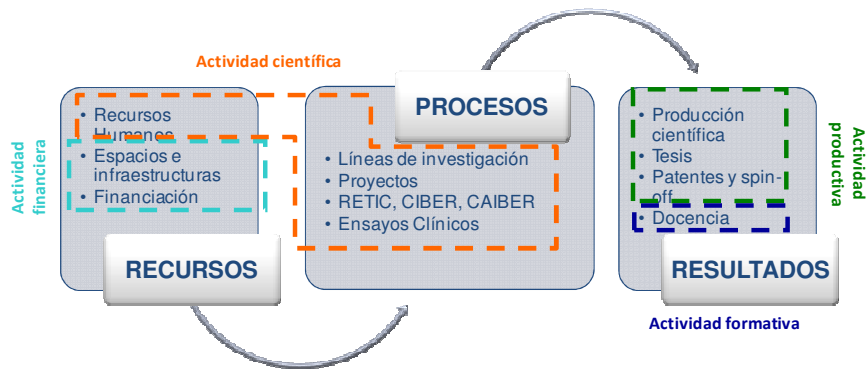 Actividad científica
Actividad
financiera
• Recursos
Humanos
• Espacios e
infraestructuras
• Financiación
RECURSOS
PROCESOS
• Líneas de investigación
• Proyectos
• RETIC, CIBER, CAIBER
• Ensayos Clínicos
• Producción
científica
• Tesis
• Patentes y spin-
off
• Docencia
RESULTADOS
Actividad
productiva
Actividad formativa